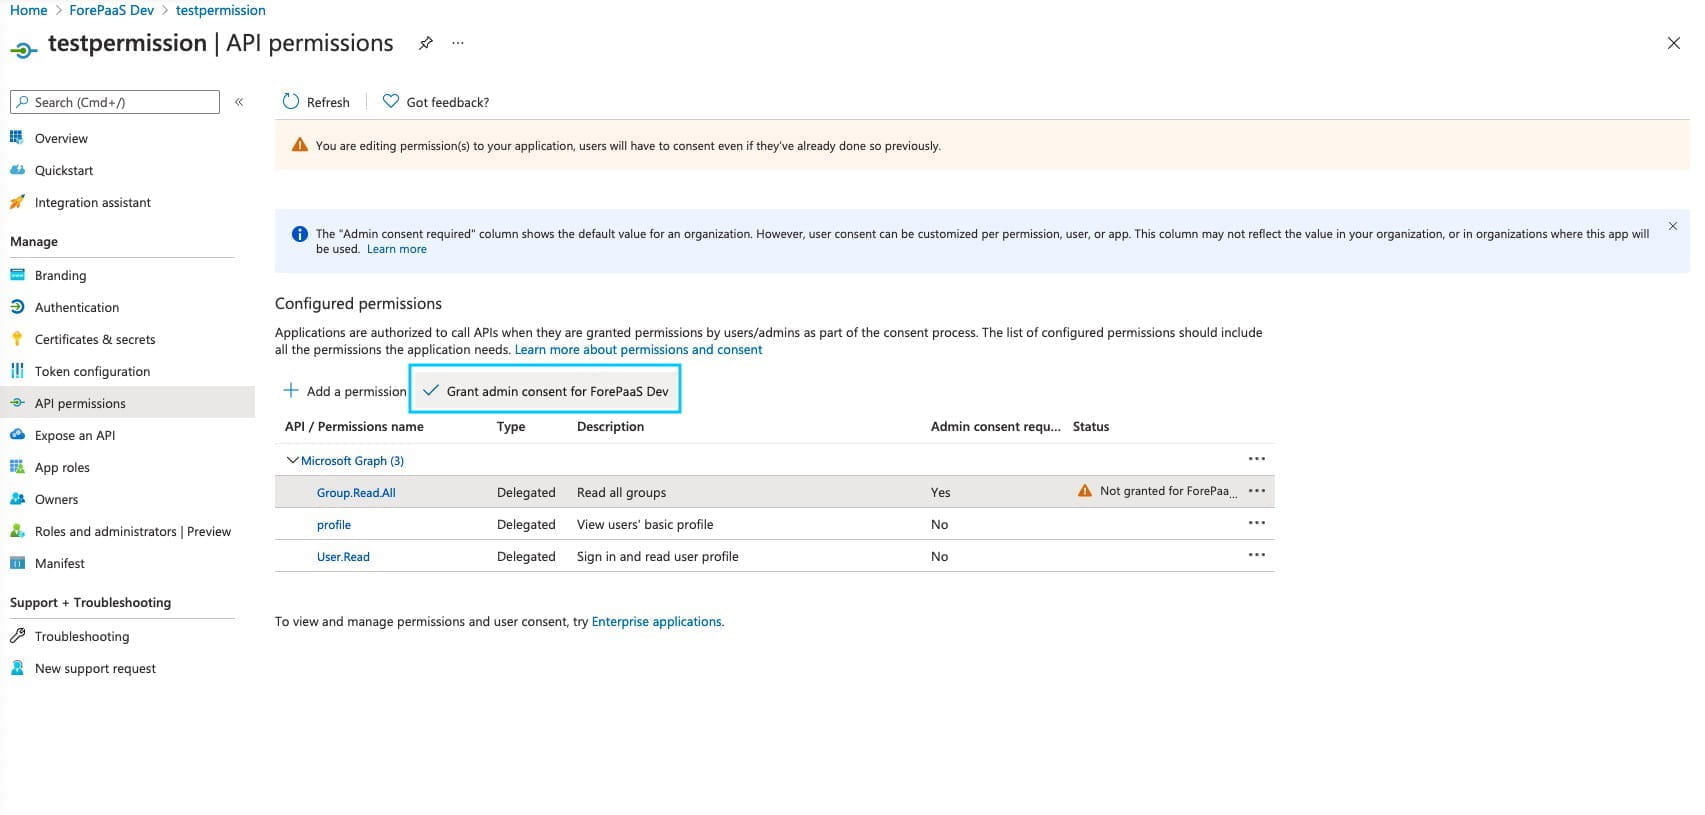 Home > ForePaaS Dev > testpermission
testpermission | API permissions ...
Search (Cmd+/) «
Overview
Quickstart
Integration assistant
Manage
Branding
Authentication
Certificates & secrets
Token configuration
API permissions
Expose an API
App roles
Owners
Roles and administrators | Preview
Manifest
Support + Troubleshooting
Troubleshooting
New support request
Refresh Got feedback?
You are editing permission(s) to your application, users will have to consent even if they've already done so previously.
The "Admin consent required" column shows the default value for an organization. However, user consent can be customized per permission, user, or app. This column may not reflect the value in your organization, or in organizations where this app will
be used. Learn more
Configured permissions
Applications are authorized to call APIs when they are granted permissions by users/admins as part of the consent process. The list of configured permissions should include
all the permissions the application needs. Learn more about permissions and consent
Add a permission Grant admin consent for ForePaaS Dev
API / Permissions name Type Description Admin consent requ... Status
Microsoft Graph (3) ...
Group.Read.All Delegated Read all groups Yes Not granted for ForePaa... ...
profile Delegated View users' basic profile No ...
User.Read Delegated Sign in and read user profile No ...
To view and manage permissions and user consent, try Enterprise applications.